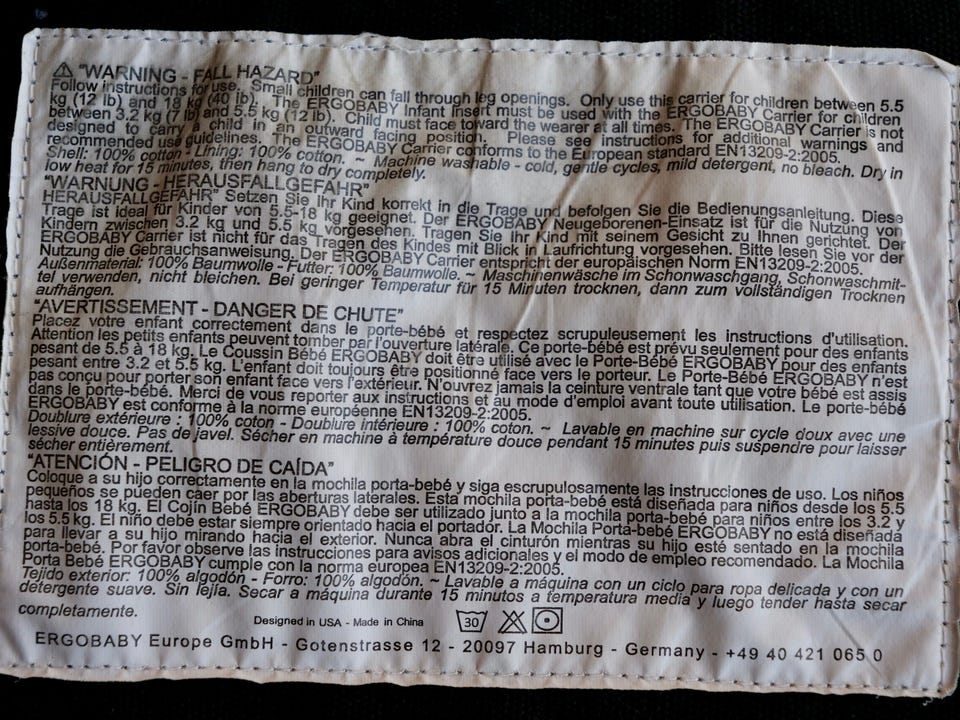 ⚠ "WARNING - FALL HAZARD"
Follow instructions for use. Small children can fall through leg openings. Only use this carrier for children between 5.5
kg (12 lb) and 18 kg (40 lb). The ERGOBABY Infant Insert must be used with the ERGOBABY Carrier for children
between 3.2 kg (7 lb) and 5.5 kg (12 lb). Child must face toward the wearer at all times. The ERGOBABY Carrier is not
designed to carry a child in an outward facing position. Please see instructions for additional warnings and
recommended use guidelines. The ERGOBABY Carrier conforms to the European standard EN13209-2:2005.
Shell: 100% cotton - Lining: 100% cotton. ~ Machine washable - cold, gentle cycles, mild detergent, no bleach. Dry in
low heat for 15 minutes, then hang to dry completely.
"WARNUNG - HERAUSFALLGEFAHR"
HERAUSFALLGEFAHR" Setzen Sie Ihr Kind korrekt in die Trage und befolgen Sie die Bedienungsanleitung. Diese
Trage ist ideal für Kinder von 5.5-18 kg geeignet. Der ERGOBABY Neugeborenen-Einsatz ist für die Nutzung von
Kindern zwischen 3.2 kg und 5.5 kg vorgesehen. Tragen Sie Ihr Kind mit seinem Gesicht zu Ihnen gerichtet. Der
ERGOBABY Carrier ist nicht für das Tragen des Kindes mit Blick in Laufrichtung vorgesehen. Bitte lesen Sie vor der
Nutzung die Gebrauchsanweisung. Der ERGOBABY Carrier entspricht der europäischen Norm EN13209-2:2005.
Außenmaterial: 100% Baumwolle - Futter: 100% Baumwolle. ~ Maschinenwäsche im Schonwaschgang, Schonwaschmit-
tel verwenden, nicht bleichen. Bei geringer Temperatur für 15 Minuten trocknen, dann zum vollständigen Trocknen
aufhängen.
"AVERTISSEMENT - DANGER DE CHUTE"
Placez votre enfant correctement dans le porte-bébé et respectez scrupuleusement les instructions d'utilisation.
Attention les petits enfants peuvent tomber par l'ouverture latérale. Ce porte-bébé est prévu seulement pour des enfants
pesant de 5.5 à 18 kg. Le Coussin Bébé ERGOBABY doit être utilisé avec le Porte-Bébé ERGOBABY pour des enfants
pesant entre 3.2 et 5.5 kg. L'enfant doit toujours être positionné face vers le porteur. Le Porte-Bébé ERGOBABY n'est
pas conçu pour porter son enfant face vers l'extérieur. N'ouvrez jamais la ceinture ventrale tant que votre bébé est assis
dans le porte-bébé. Merci de vous reporter aux instructions et au mode d'emploi avant toute utilisation. Le porte-bébé
ERGOBABY est conforme à la norme européenne EN13209-2:2005.
Doublure extérieure : 100% coton - Doublure intérieure : 100% coton. ~ Lavable en machine sur cycle doux avec une
lessive douce. Pas de javel. Sécher en machine à température douce pendant 15 minutes puis suspendre pour laisser
sécher entièrement.
"ATENCIÓN - PELIGRO DE CAÍDA"
Coloque a su hijo correctamente en la mochila porta-bebé y siga escrupulosamente las instrucciones de uso. Los niños
pequeños se pueden caer por las aberturas laterales. Esta mochila porta-bebé está diseñada para niños desde los 5.5
hasta los 18 kg. El Cojín Bébé ERGOBABY debe ser utilizado junto a la mochila porta-bebé para niños entre los 3.2 y
los 5.5 kg. El niño debe estar siempre orientado hacia el portador. La Mochila Porta-bebé ERGOBABY no está diseñada
para llevar a su hijo mirando hacia el exterior. Nunca abra el cinturón mientras su hijo esté sentado en la mochila
porta-bebé. Por favor observe las instrucciones para avisos adicionales y el modo de empleo recomendado. La Mochila
Porta Bebé ERGOBABY cumple con la norma europea EN13209-2:2005.
Tejido exterior: 100% algodón - Forro: 100% algodón. ~ Lavable a máquina con un ciclo para ropa delicada y con un
detergente suave. Sin lejía. Secar a máquina durante 15 minutos a temperatura media y luego tender hasta secar
completamente.
Designed in USA - Made in China 30
ERGOBABY Europe GmbH - Gotenstrasse 12 - 20097 Hamburg - Germany - +49 40 421 065 0